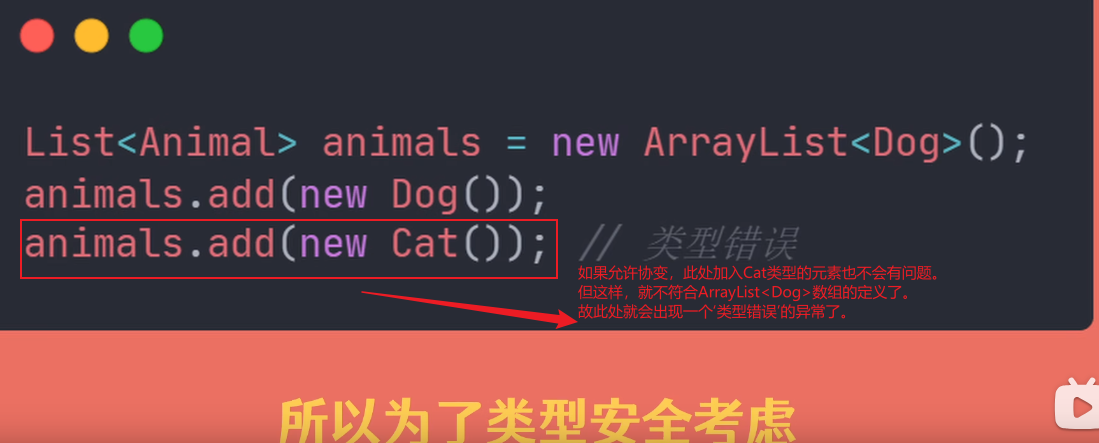 List<Animal> animals = new ArrayList<Dog>();
animals.add(new Dog());
animals.add(new Cat()); // 类型错误
如果允许协变，此处加入Cat类型的元素也不会有问题。
但这样，就不符合ArrayList<Dog>数组的定义了。
故此处就会出现一个'类型错误'的异常了。
所以为了类型安全考虑